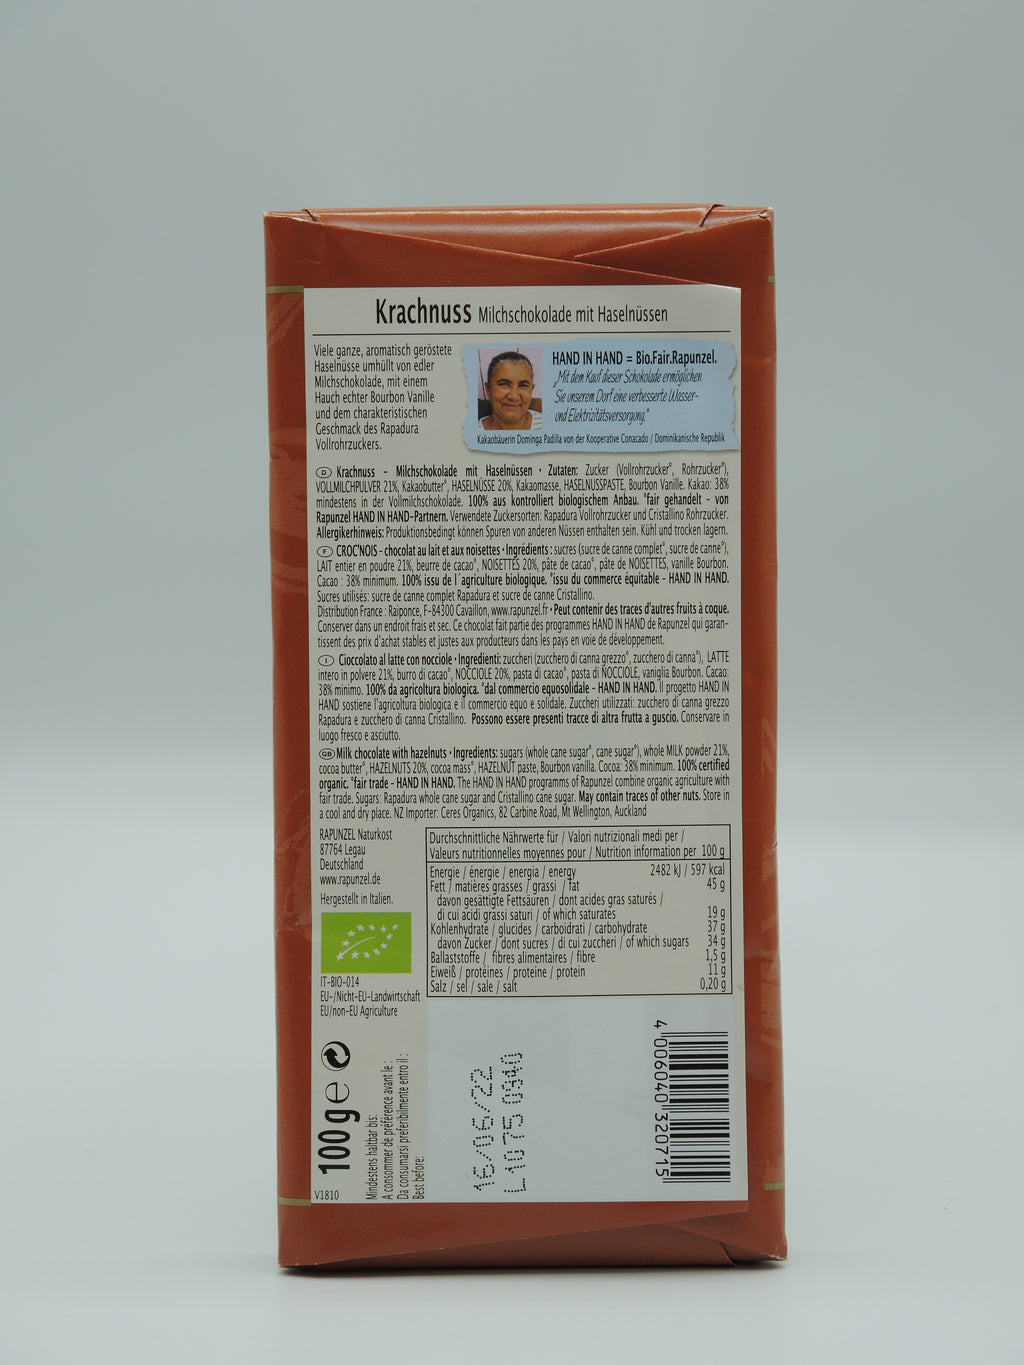 Krachnuss Milchschokolade mit Haselnüssen
Viele ganze, aromatisch geröstete
Haselnüsse umhüllt von edler
Milchschokolade, mit einem
Hauch echter Bourbon Vanille
und dem charakteristischen
Geschmack des Rapadura
Vollrohrzuckers.
HAND IN HAND = Bio.Fair.Rapunzel.
„Mit dem Kauf dieser Schokolade ermöglichen
Sie unserem Dorf eine verbesserte Wasser-
und Elektrizitätsversorgung."
Kakaobäuerin Dominga Padilla von der Kooperative Conacado / Dominikanische Republik
D Krachnuss - Milchschokolade mit Haselnüssen • Zutaten: Zucker (Vollrohrzucker°, Rohrzucker°),
VOLLMILCHPULVER 21%, Kakaobutter°, HASELNÜSSE 20%, Kakaomasse, HASELNUSSPASTE, Bourbon Vanille. Kakao: 38%
mindestens in der Vollmilchschokolade. 100% aus kontrolliert biologischem Anbau. °fair gehandelt - von
Rapunzel HAND IN HAND-Partnern. Verwendete Zuckersorten: Rapadura Vollrohrzucker und Cristallino Rohrzucker.
Allergikerhinweis: Produktionsbedingt können Spuren von anderen Nüssen enthalten sein. Kühl und trocken lagern.
F CROC'NOIS - chocolat au lait et aux noisettes • Ingrédients : sucres (sucre de canne complet°, sucre de canne°),
LAIT entier en poudre 21%, beurre de cacao°, NOISETTES 20%, pâte de cacao°, pâte de NOISETTES, vanille Bourbon.
Cacao : 38% minimum. 100% issu de l´agriculture biologique. °issu du commerce équitable - HAND IN HAND.
Sucres utilisés: sucre de canne complet Rapadura et sucre de canne Cristallino.
Distribution France : Raiponce, F-84300 Cavaillon, www.rapunzel.fr • Peut contenir des traces d'autres fruits à coque.
Conserver dans un endroit frais et sec. Ce chocolat fait partie des programmes HAND IN HAND de Rapunzel qui garan-
tissent des prix d'achat stables et justes aux producteurs dans les pays en voie de développement.
I Cioccolato al latte con nocciole • Ingredienti: zuccheri (zucchero di canna grezzo°, zucchero di canna°), LATTE
intero in polvere 21%, burro di cacao°, NOCCIOLE 20%, pasta di cacao°, pasta di NOCCIOLE, vaniglia Bourbon. Cacao:
38% minimo. 100% da agricoltura biologica. °dal commercio equosolidale - HAND IN HAND. Il progetto HAND IN
HAND sostiene l'agricoltura biologica e il commercio equo e solidale. Zuccheri utilizzati: zucchero di canna grezzo
Rapadura e zucchero di canna Cristallino. Possono essere presenti tracce di altra frutta a guscio. Conservare in
luogo fresco e asciutto.
GB Milk chocolate with hazelnuts • Ingredients: sugars (whole cane sugar°, cane sugar°), whole MILK powder 21%,
cocoa butter°, HAZELNUTS 20%, cocoa mass°, HAZELNUT paste, Bourbon vanilla. Cocoa: 38% minimum. 100% certified
organic. °fair trade - HAND IN HAND. The HAND IN HAND programms of Rapunzel combine organic agriculture with
fair trade. Sugars: Rapadura whole cane sugar and Cristallino cane sugar. May contain traces of other nuts. Store in
a cool and dry place. NZ Importer: Ceres Organics, 82 Carbine Road, Mt Wellington, Auckland
RAPUNZEL Naturkost
87764 Legau
Deutschland
www.rapunzel.de
Hergestellt in Italien.
IT-BIO-014
EU-/Nicht-EU-Landwirtschaft
EU/non-EU Agriculture
Durchschnittliche Nährwerte für / Valori nutrizionali medi per /
Valeurs nutritionnelles moyennes pour / Nutrition information per 100 g
Energie / énergie / energia / energy 2482 kJ / 597 kcal
Fett / matières grasses / grassi / fat 45 g
davon gesättigte Fettsäuren / dont acides gras saturés /
di cui acidi grassi saturi / of which saturates 19 g
Kohlenhydrate / glucides / carboidrati / carbohydrate 37 g
davon Zucker / dont sucres / di cui zuccheri / of which sugars 34 g
Ballaststoffe / fibres alimentaires / fibre 1,5 g
Eiweiß / protéines / proteine / protein 11 g
Salz / sel / sale / salt 0,20 g
100 g e
V1810
Mindestens haltbar bis:
A consommer de préférence avant le :
Da consumarsi preferibilmente entro il :
Best before:
16/06/22
L1075 0940
4 006040 320715